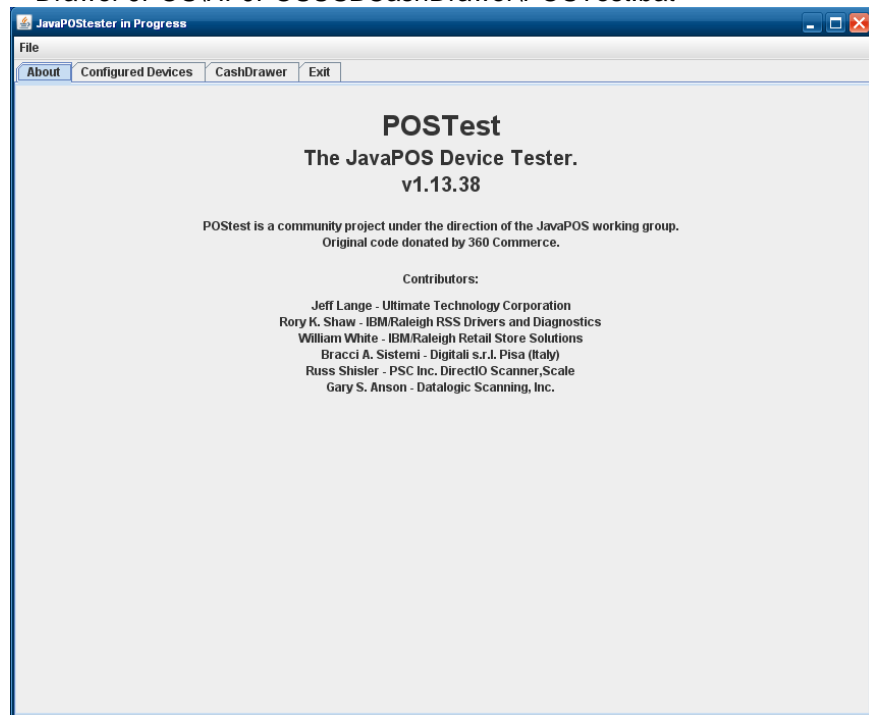 JavaPOStester in Progress
File
About Configured Devices CashDrawer Exit
POSTest
The JavaPOS Device Tester.
v1.13.38
POStest is a community project under the direction of the JavaPOS working group.
Original code donated by 360 Commerce.
Contributors:
Jeff Lange - Ultimate Technology Corporation
Rory K. Shaw - IBM/Raleigh RSS Drivers and Diagnostics
William White - IBM/Raleigh Retail Store Solutions
Bracci A. Sistemi - Digitali s.r.l. Pisa (Italy)
Russ Shisler - PSC Inc. DirectIO Scanner,Scale
Gary S. Anson - Datalogic Scanning, Inc.